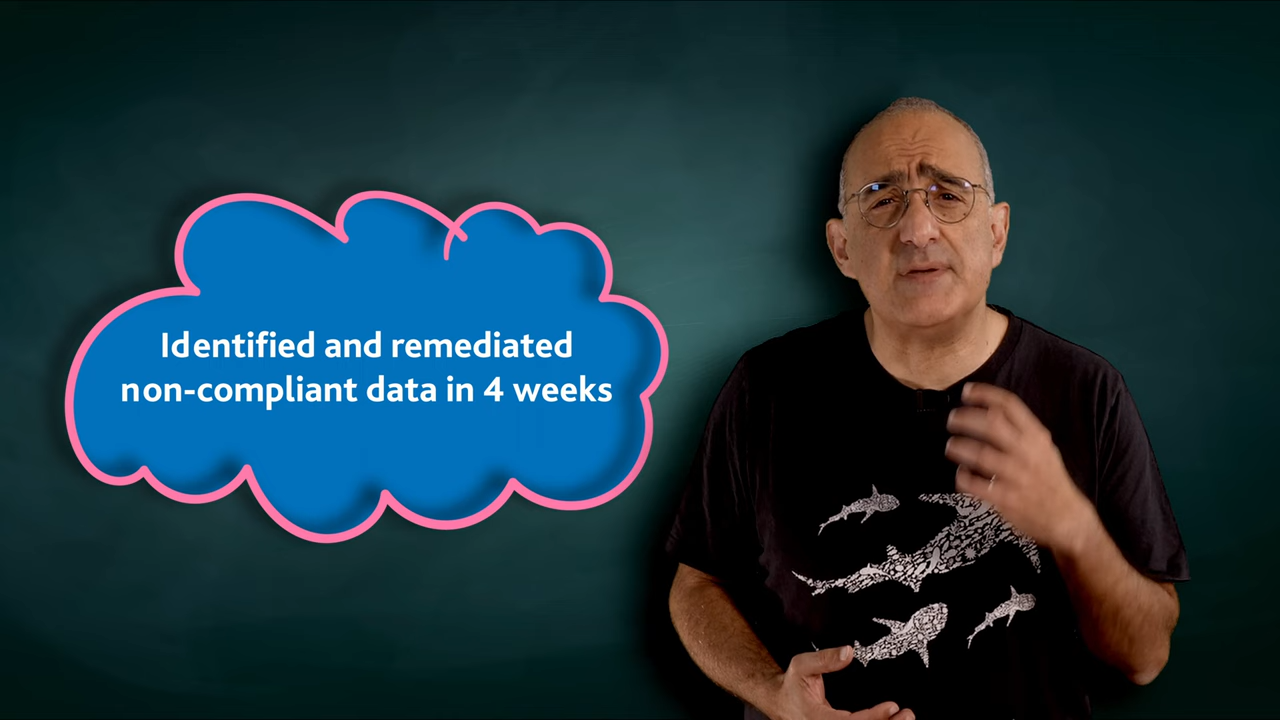 Identified and remediated
non-compliant data in 4 weeks